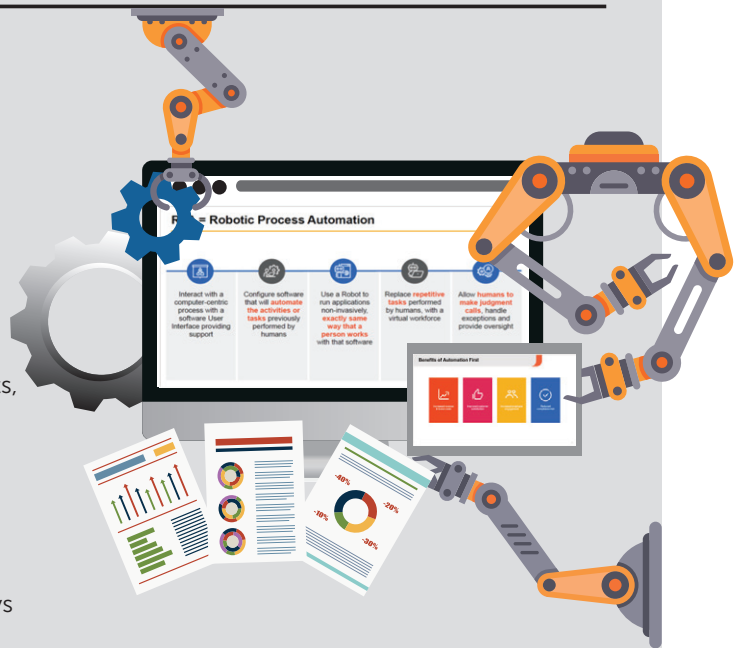 R = Robotic Process Automation
Interact with a
computer-centric
process with a
software User
Interface providing
support
Configure software
that will automate
the activities or
tasks previously
performed by
humans
Use a Robot to
run applications
non-invasively,
exactly same
way that a
person works
with that software
Replace repetitive
tasks performed
by humans, with a
virtual workforce
Allow humans to
make judgment
calls, handle
exceptions and
provide oversight
Benefits of Automation First
s,
-40%
-20%
-10%
-30%
/s